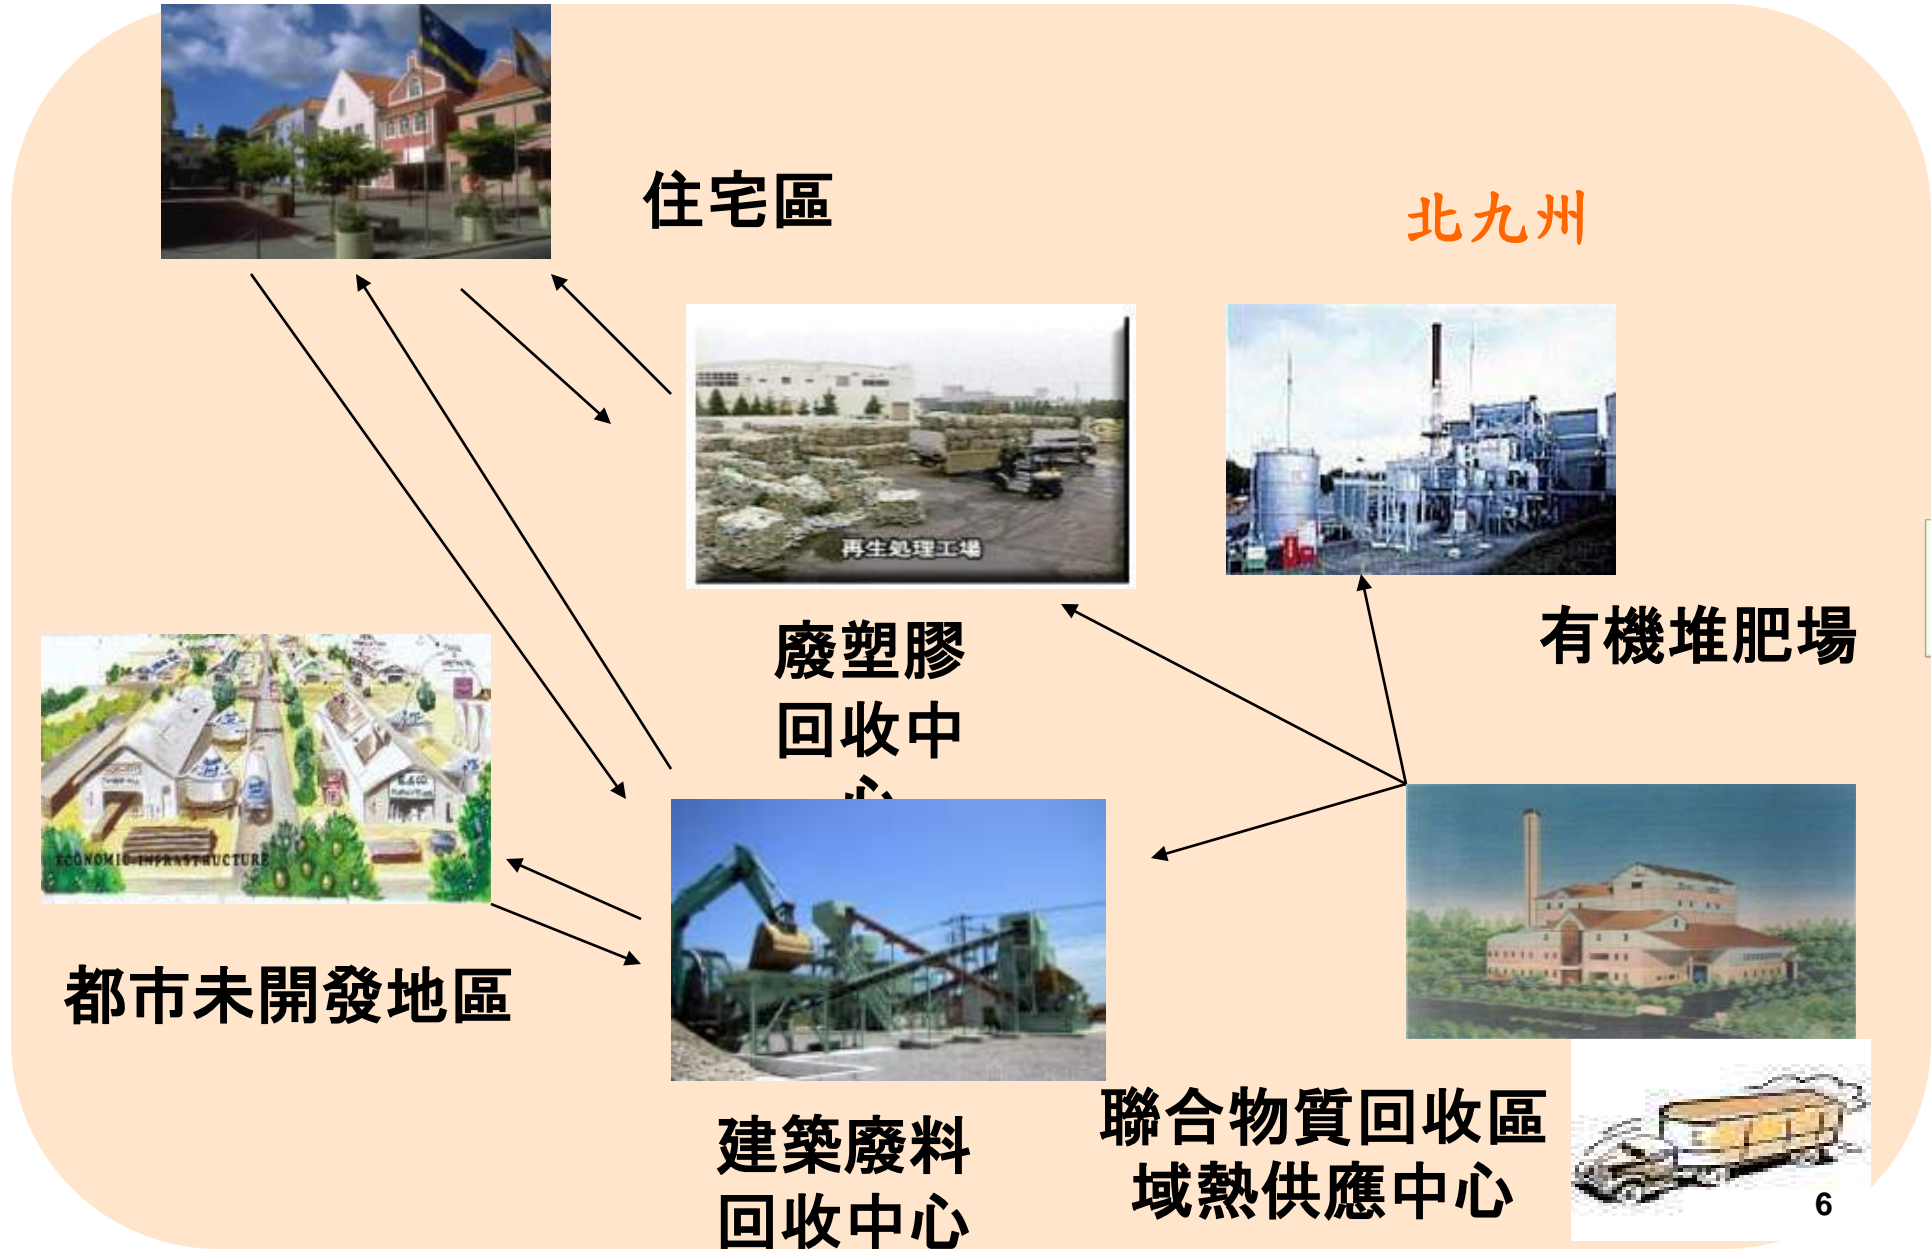 住宅區
北九州
再生処理工場
有機堆肥場
廢塑膠
回收中
心
ECONOMIC INFRASTRUCTURE
都市未開發地區
建築廢料
回收中心
聯合物質回收區
域熱供應中心
6